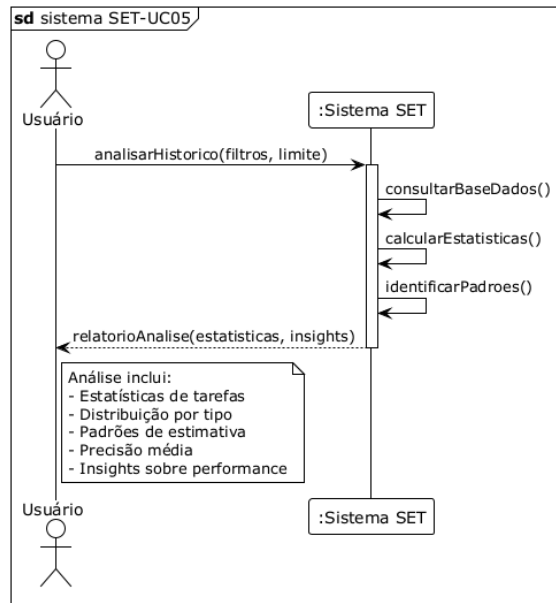 sd sistema SET-UC05
Usuário
:Sistema SET
analisarHistorico(filtros, limite)
consultarBaseDados()
calcularEstatisticas()
identificarPadroes()
relatorioAnalise(estatisticas, insights)
Análise inclui:
- Estatísticas de tarefas
- Distribuição por tipo
- Padrões de estimativa
- Precisão média
- Insights sobre performance
Usuário
:Sistema SET